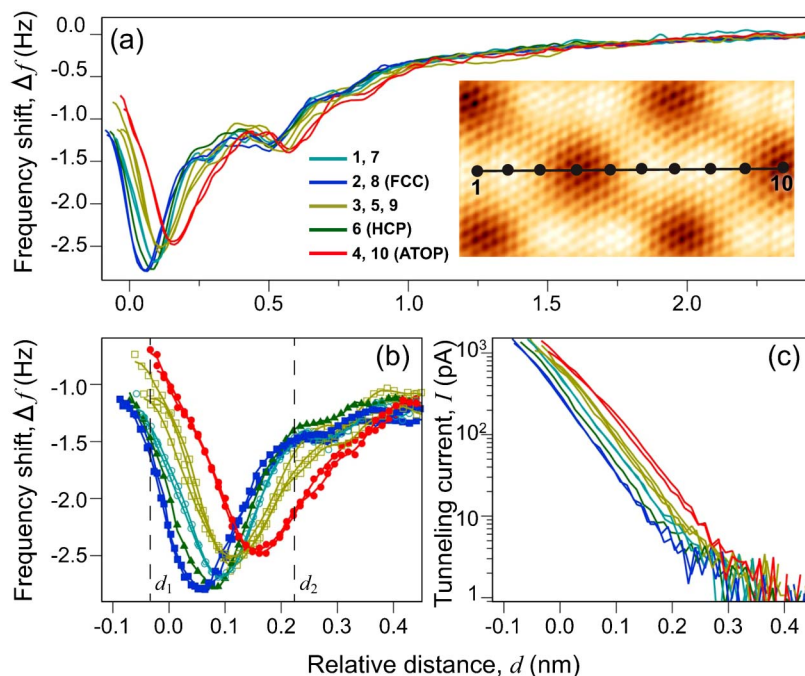 (a)
Frequency shift, Δf (Hz)
0.0
-0.5
-1.0
-1.5
-2.0
-2.5
0.0 0.5 1.0 1.5 2.0
1, 7
2, 8 (FCC)
3, 5, 9
6 (HCP)
4, 10 (ATOP)
1
10
(b)
Frequency shift, Δf (Hz)
-1.0
-1.5
-2.0
-2.5
d₁
d₂
-0.1 0.0 0.1 0.2 0.3 0.4
(c)
Tunneling current, I (pA)
10³
10²
10
1
-0.1 0.0 0.1 0.2 0.3 0.4
Relative distance, d (nm)